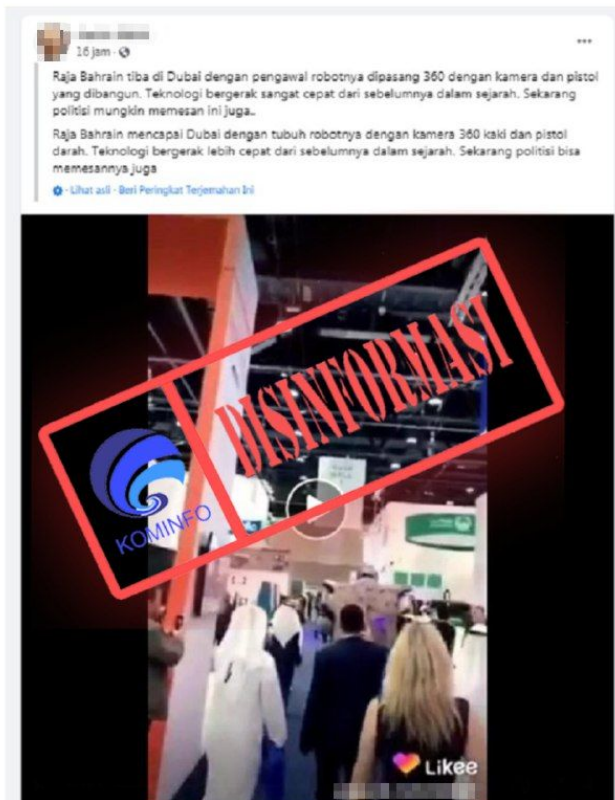 16 jam
Raja Bahrain tiba di Dubai dengan pengawal robotnya dipasang 360 dengan kamera dan pistol
yang dibangun. Teknologi bergerak sangat cepat dari sebelumnya dalam sejarah. Sekarang
politisi mungkin memesan ini juga..
Raja Bahrain mencapai Dubai dengan tubuh robotnya dengan kamera 360 kaki dan pistol
darah. Teknologi bergerak lebih cepat dari sebelumnya dalam sejarah. Sekarang politisi bisa
memesannya juga
· Lihat asli · Beri Peringkat Terjemahan Ini
DISINFORMASI
KOMINFO
Likee